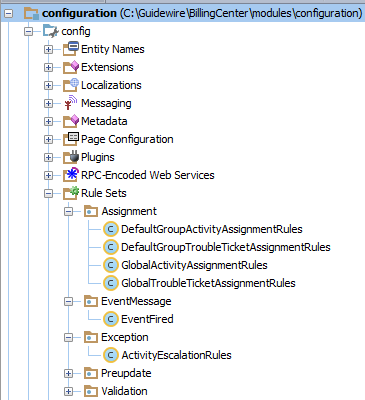 configuration (C:\Guidewire\BillingCenter\modules\configuration)
config
Entity Names
Extensions
Localizations
Messaging
Metadata
Page Configuration
Plugins
RPC-Encoded Web Services
Rule Sets
Assignment
DefaultGroupActivityAssignmentRules
DefaultGroupTroubleTicketAssignmentRules
GlobalActivityAssignmentRules
GlobalTroubleTicketAssignmentRules
EventMessage
EventFired
Exception
ActivityEscalationRules
Preupdate
Validation